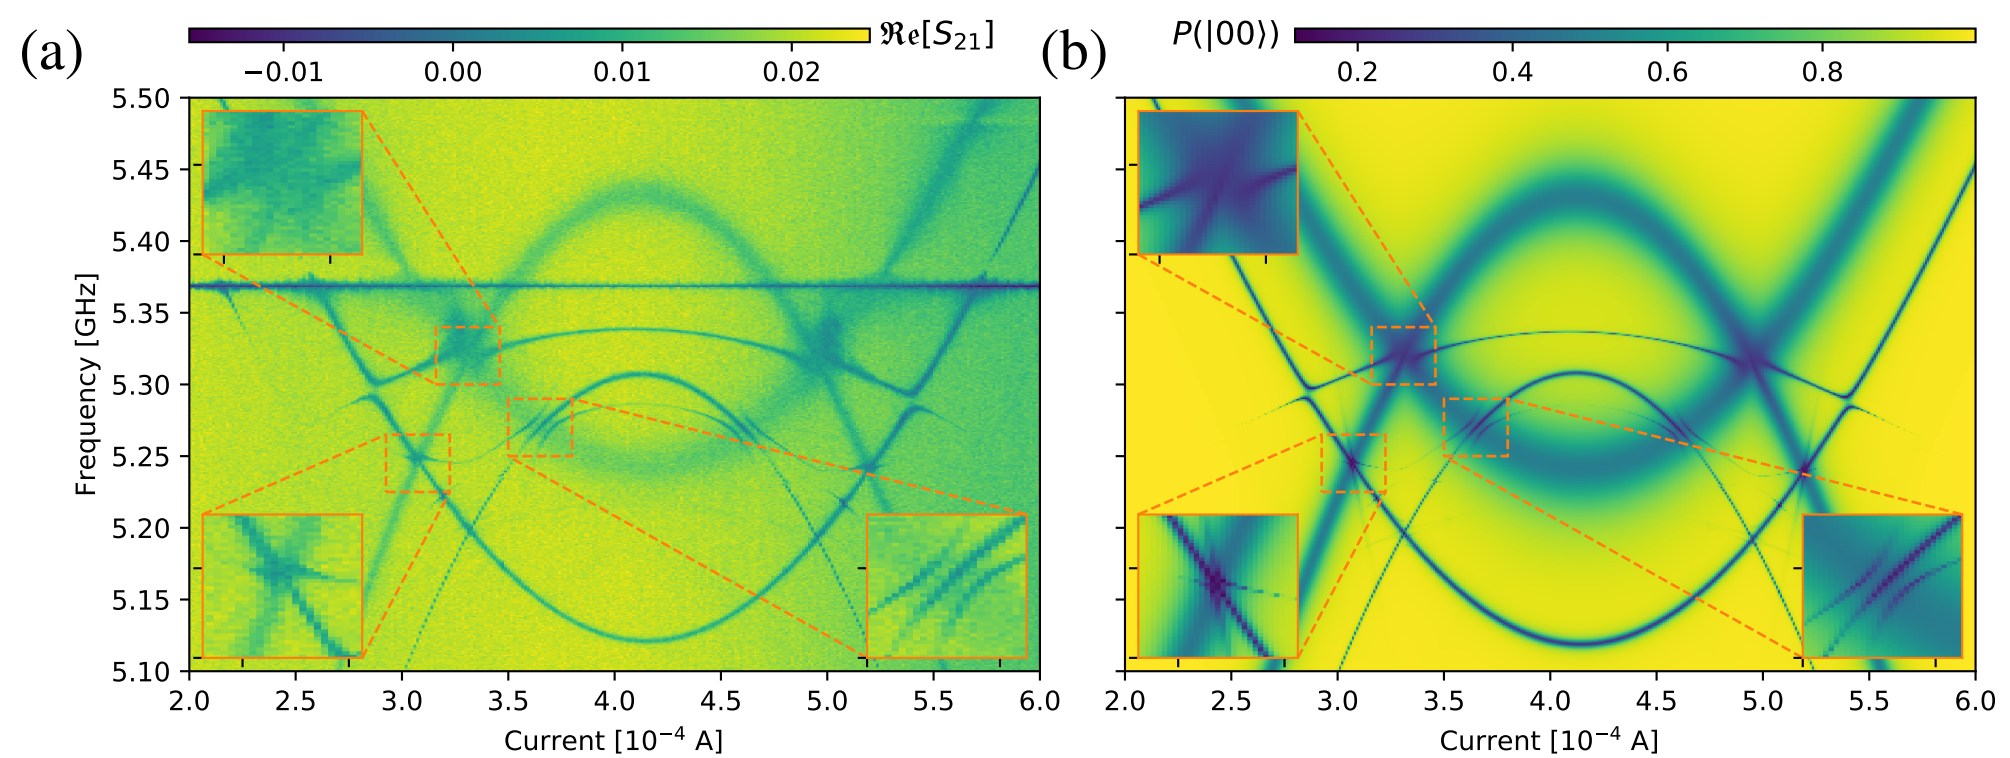 (a)
ℜ𝔢[S21]
−0.01 0.00 0.01 0.02
5.50
5.45
5.40
5.35
5.30
5.25
5.20
5.15
5.10
Frequency [GHz]
2.0 2.5 3.0 3.5 4.0 4.5 5.0 5.5 6.0
Current [10⁻⁴ A]
(b)
P(|00⟩)
0.2 0.4 0.6 0.8
2.0 2.5 3.0 3.5 4.0 4.5 5.0 5.5 6.0
Current [10⁻⁴ A]